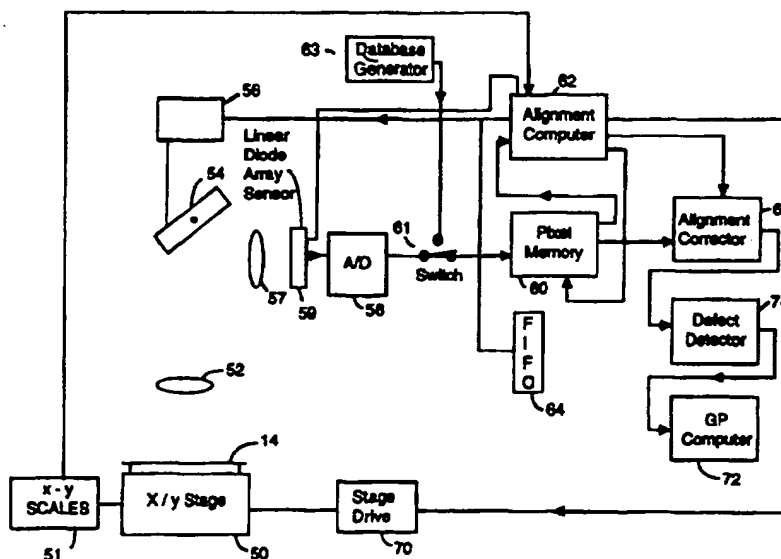 63
Database
Generator
62
Alignment
Computer
56
Linear
Diode
Array
Sensor
54
61
Switch
A/D
58
57
59
Pixel
Memory
60
Alignment
Corrector
Defect
Detector
F
I
F
O
64
52
GP
Computer
72
14
x - y
SCALES
51
X / y Stage
50
Stage
Drive
70